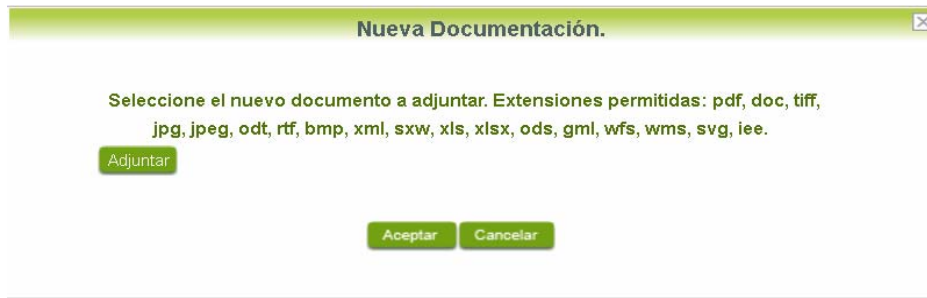 Nueva Documentación.
Seleccione el nuevo documento a adjuntar. Extensiones permitidas: pdf, doc, tiff,
jpg, jpeg, odt, rtf, bmp, xml, sxw, xls, xlsx, ods, gml, wfs, wms, svg, iee.
Adjuntar
Aceptar Cancelar